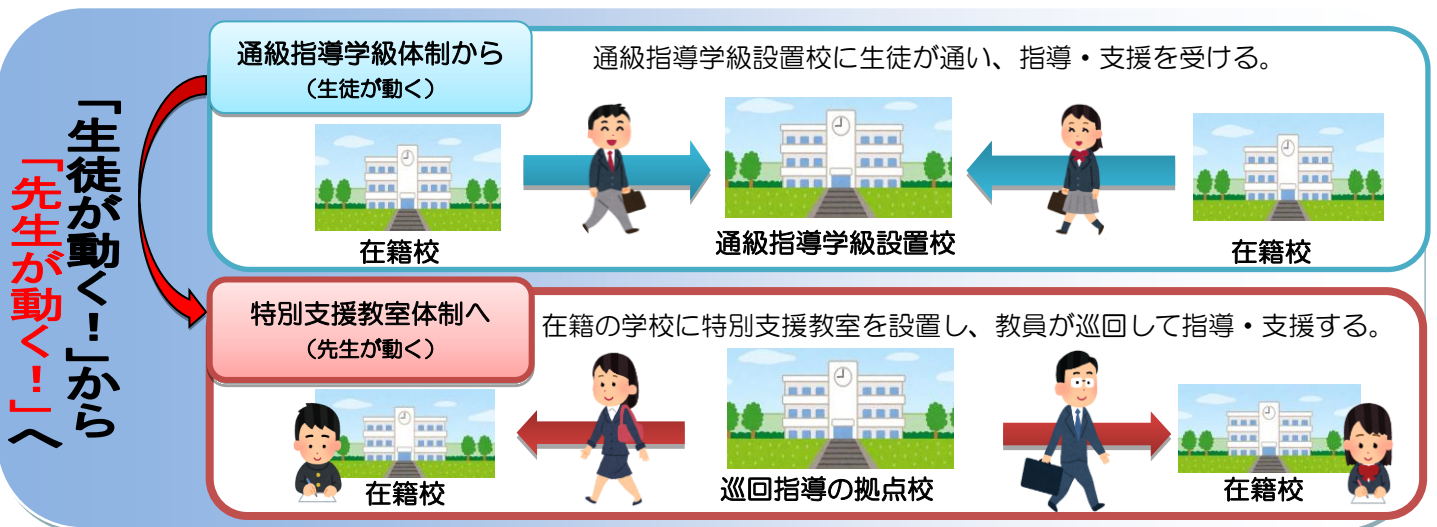 「生徒が動く!」から
「先生が動く!」へ
通級指導学級体制から
(生徒が動く)
通級指導学級設置校に生徒が通い、指導・支援を受ける。
在籍校
通級指導学級設置校
在籍校
特別支援教室体制へ
(先生が動く)
在籍の学校に特別支援教室を設置し、教員が巡回して指導・支援する。
在籍校
巡回指導の拠点校
在籍校